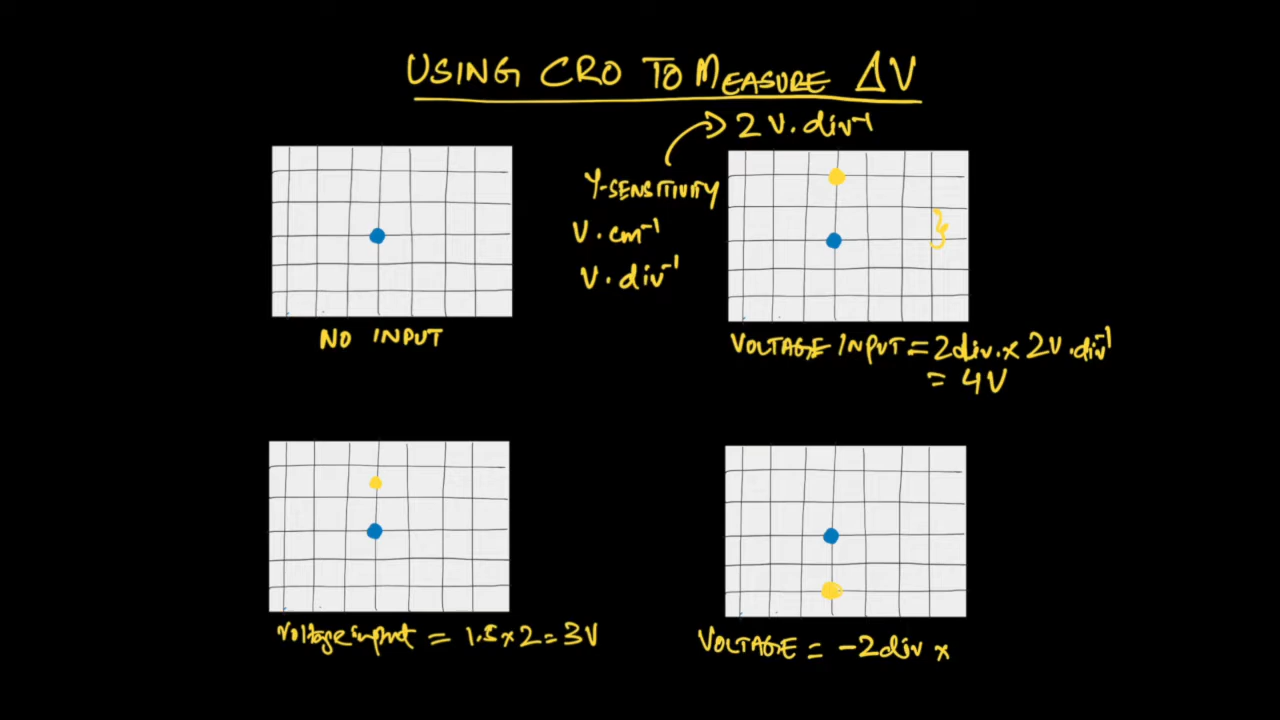 USING CRO TO MEASURE ΔV
2 V.div⁻¹
Y-SENSITIVITY
V.cm⁻¹
V.div⁻¹
NO INPUT
VOLTAGE INPUT = 2div. x 2V.div⁻¹
= 4V
Voltage input = 1.5 x 2 = 3V
VOLTAGE = -2div x